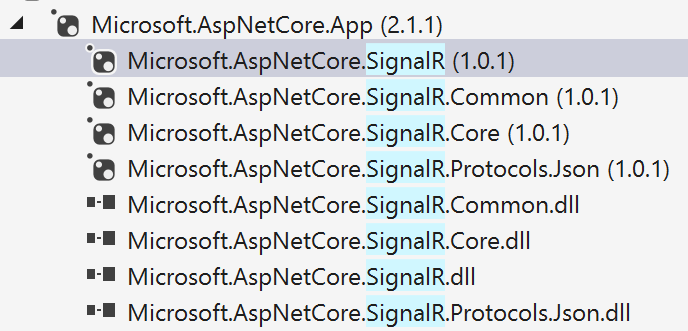 Microsoft.AspNetCore.App (2.1.1)
Microsoft.AspNetCore.SignalR (1.0.1)
Microsoft.AspNetCore.SignalR.Common (1.0.1)
Microsoft.AspNetCore.SignalR.Core (1.0.1)
Microsoft.AspNetCore.SignalR.Protocols.Json (1.0.1)
Microsoft.AspNetCore.SignalR.Common.dll
Microsoft.AspNetCore.SignalR.Core.dll
Microsoft.AspNetCore.SignalR.dll
Microsoft.AspNetCore.SignalR.Protocols.Json.dll